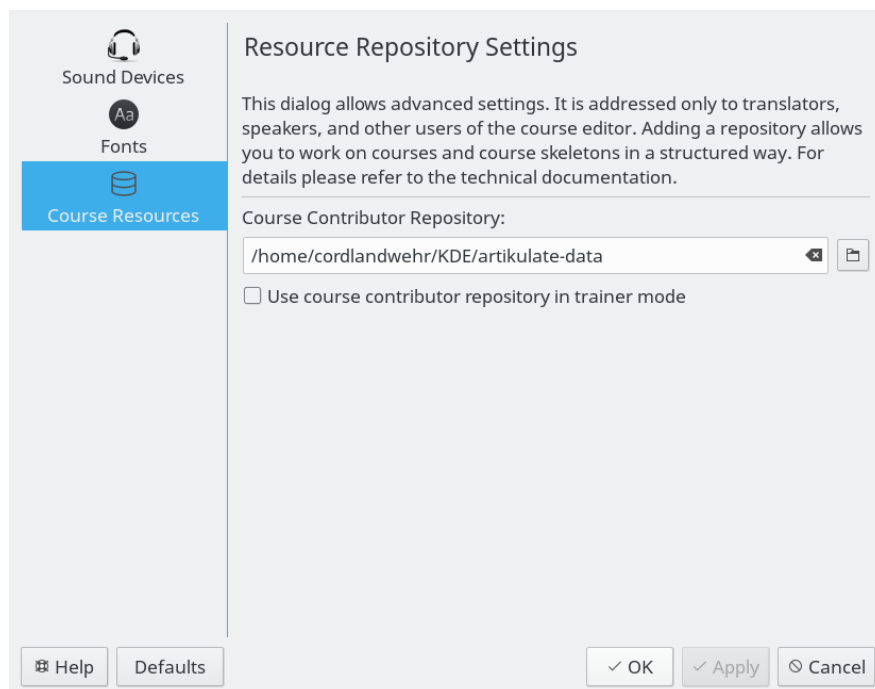 Sound Devices
Aa
Fonts
Course Resources
Resource Repository Settings
This dialog allows advanced settings. It is addressed only to translators,
speakers, and other users of the course editor. Adding a repository allows
you to work on courses and course skeletons in a structured way. For
details please refer to the technical documentation.
Course Contributor Repository:
/home/cordlandwehr/KDE/artikulate-data
Use course contributor repository in trainer mode
Help
Defaults
OK
Apply
Cancel